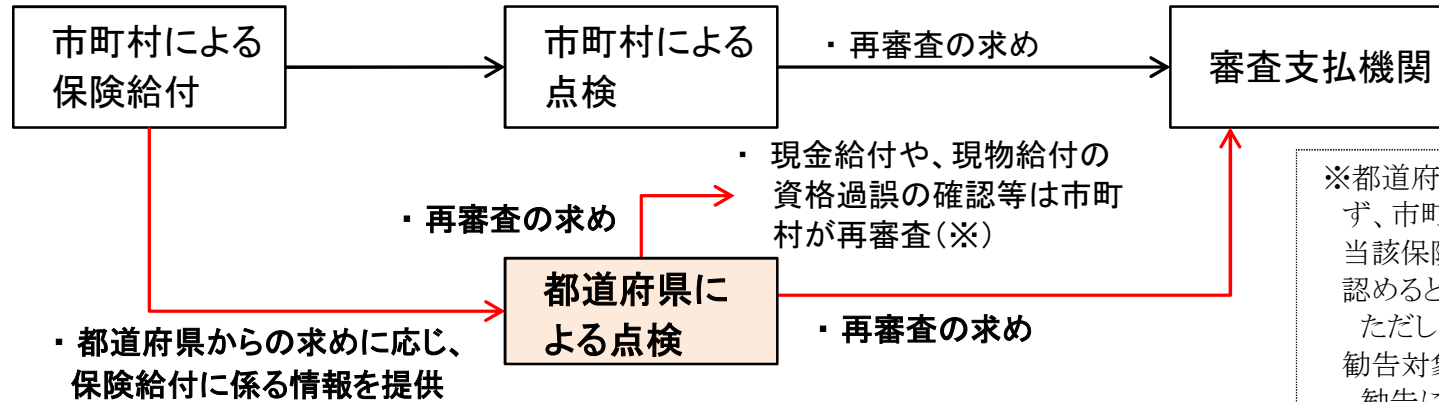 市町村による
保険給付
市町村による
点検
・再審査の求め
審査支払機関
・ 現金給付や、現物給付の
資格過誤の確認等は市町
村が再審査(※)
・再審査の求め
都道府県に
よる点検
・再審査の求め
・都道府県からの求めに応じ、
保険給付に係る情報を提供
※都道府
ず、市町
当該保険
認めると
ただし
勧告対象